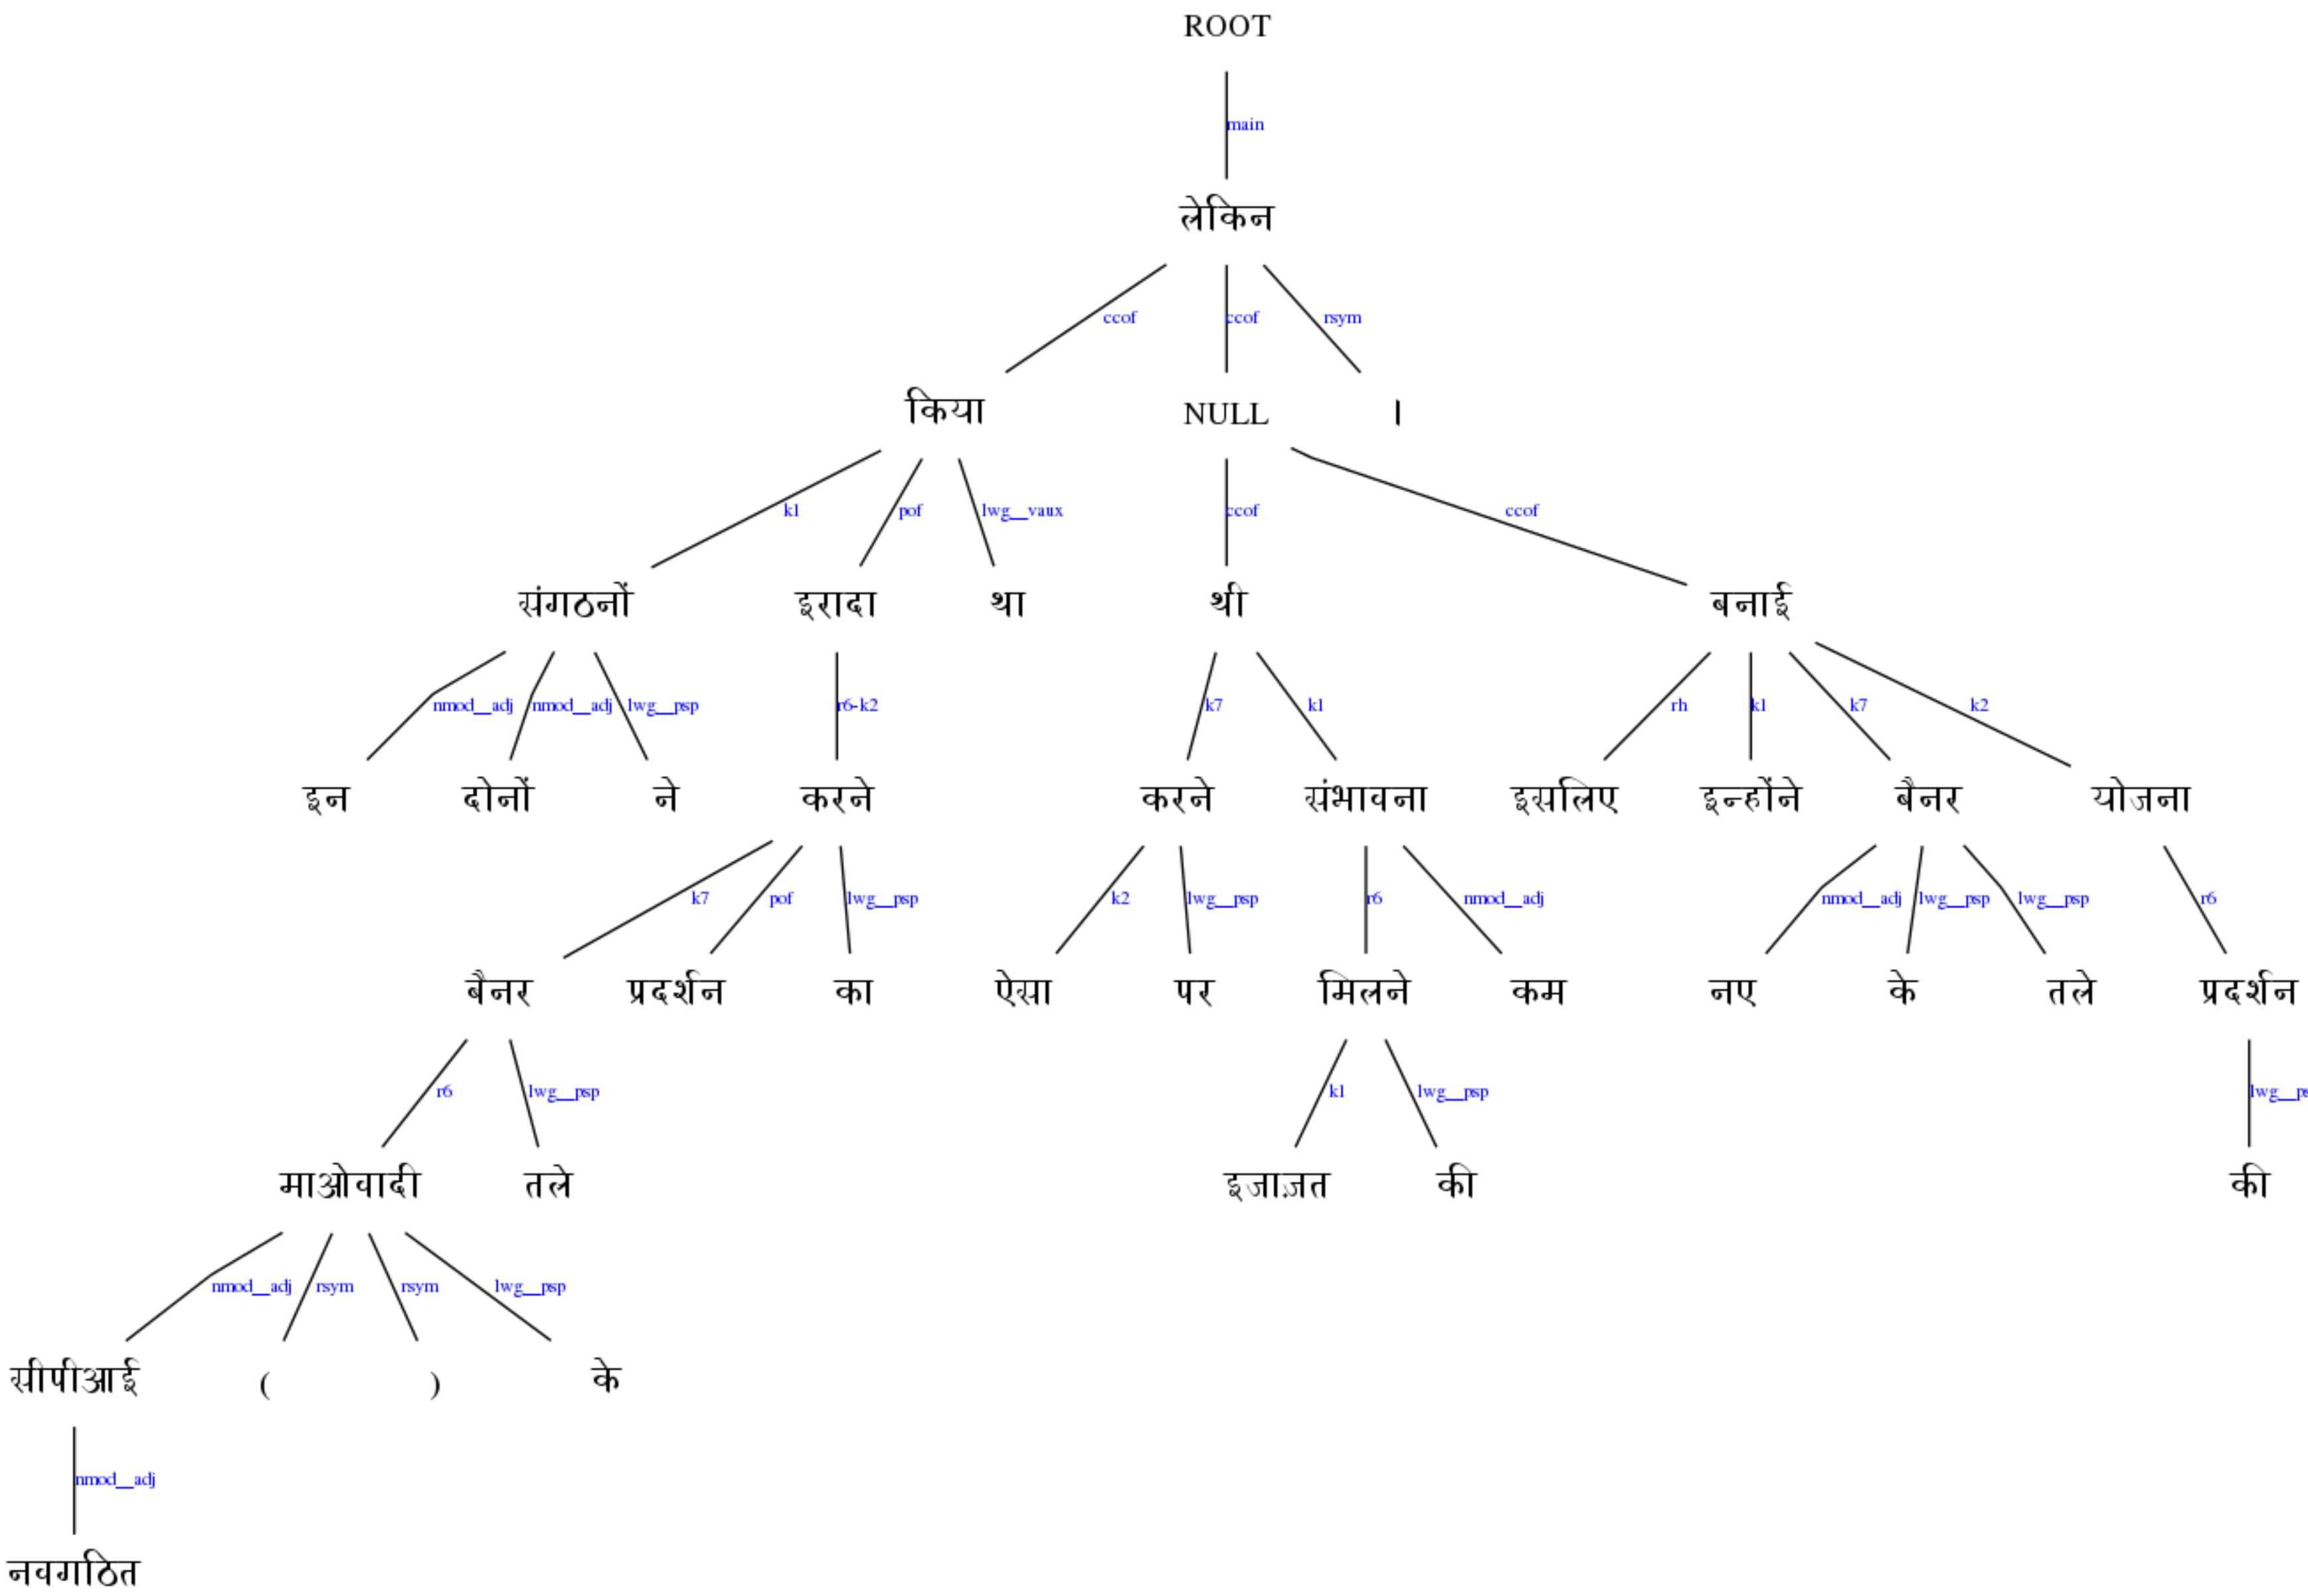 ROOT
main
लेकिन
ccof ccof rsym
किया NULL ।
k1 pof lwg__vaux ccof ccof
संगठनों इरादा था थी बनाई
nmod__adj nmod__adj lwg__psp r6-k2 k7 k1 rh k1 k7 k2
इन दोनों ने करने करने संभावना इसलिए इन्होंने बैनर योजना
k7 pof lwg__psp k2 lwg__psp r6 nmod__adj nmod__adj lwg__psp lwg__psp r6
बैनर प्रदर्शन का ऐसा पर मिलने कम नए के तले प्रदर्शन
r6 lwg__psp k1 lwg__psp lwg__ps
माओवादी तले इजाज़त की की
nmod__adj rsym rsym lwg__psp
सीपीआई ( ) के
nmod__adj
नवगठित